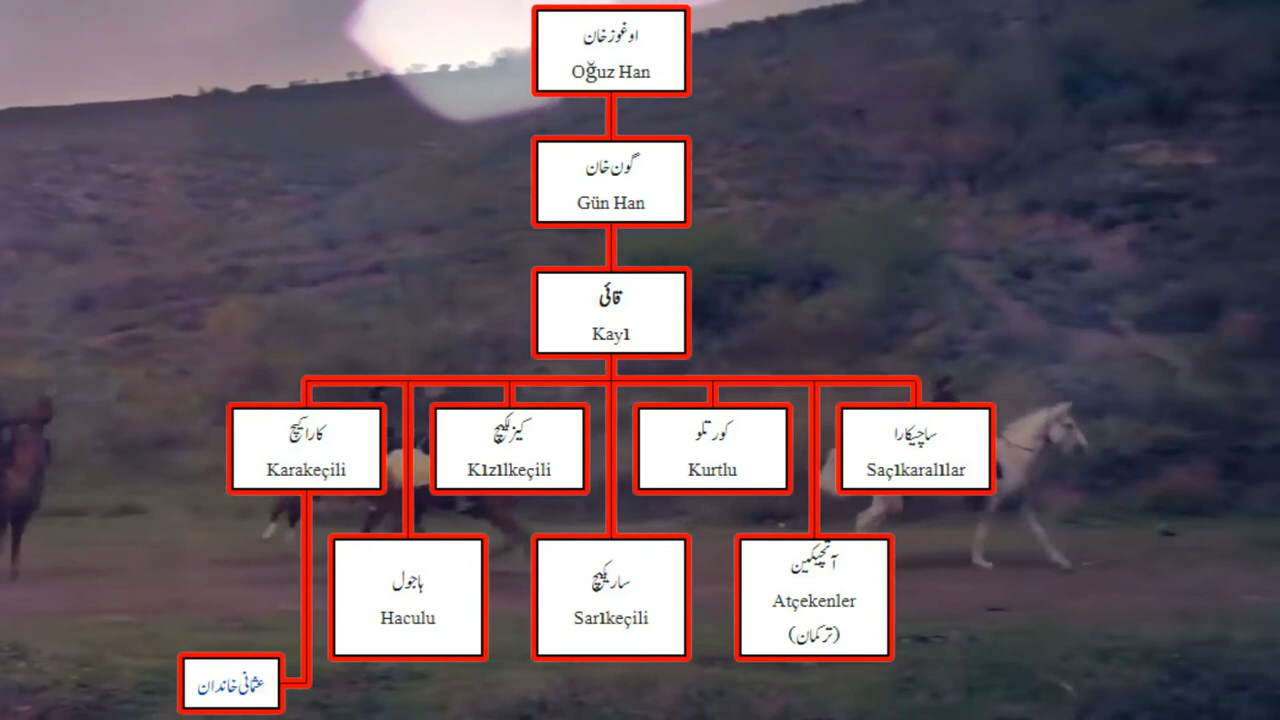 اوغوز خان
Oğuz Han
گون خان
Gün Han
قائی
Kayı
کاراکیچ
Karakeçili
کیزلکیچ
Kızılkeçili
کورتلو
Kurtlu
ساچیکارا
Saçıkaralılar
ہاجول
Haculu
ساریکیچ
Sarıkeçili
آتچیکین
Atçekenler
(ترکمان)
عثمانی خاندان